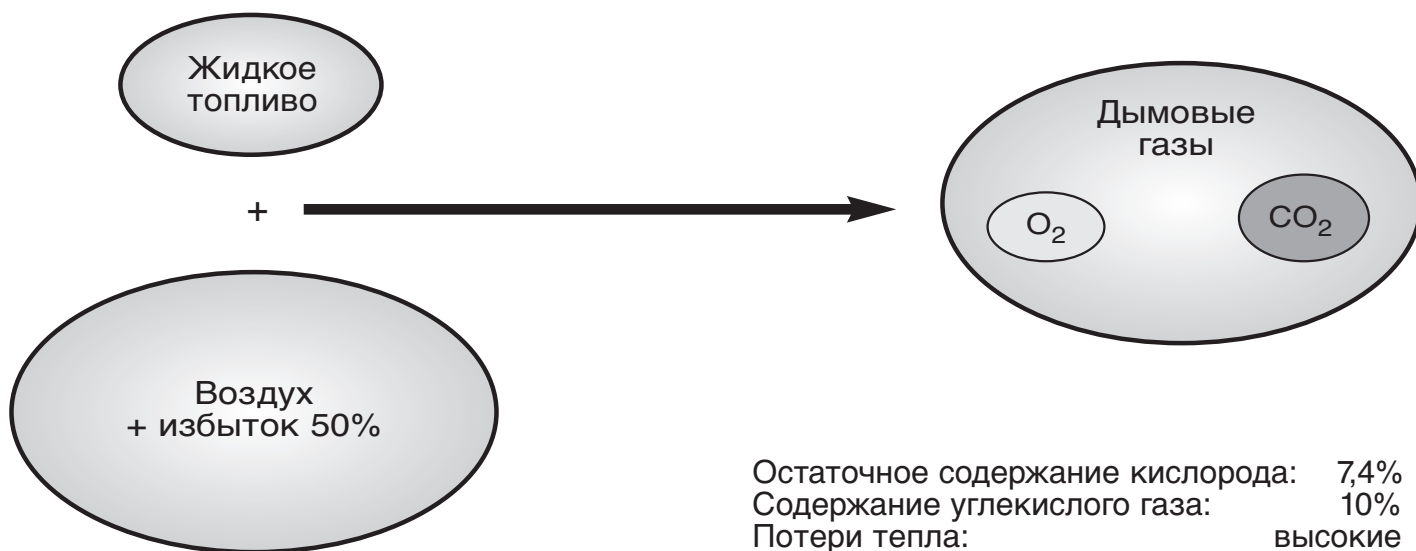 Жидкое
топливо
+
Воздух
+ избыток 50%
Дымовые
газы
O₂
CO₂
Остаточное содержание кислорода: 7,4%
Содержание углекислого газа: 10%
Потери тепла: высокие